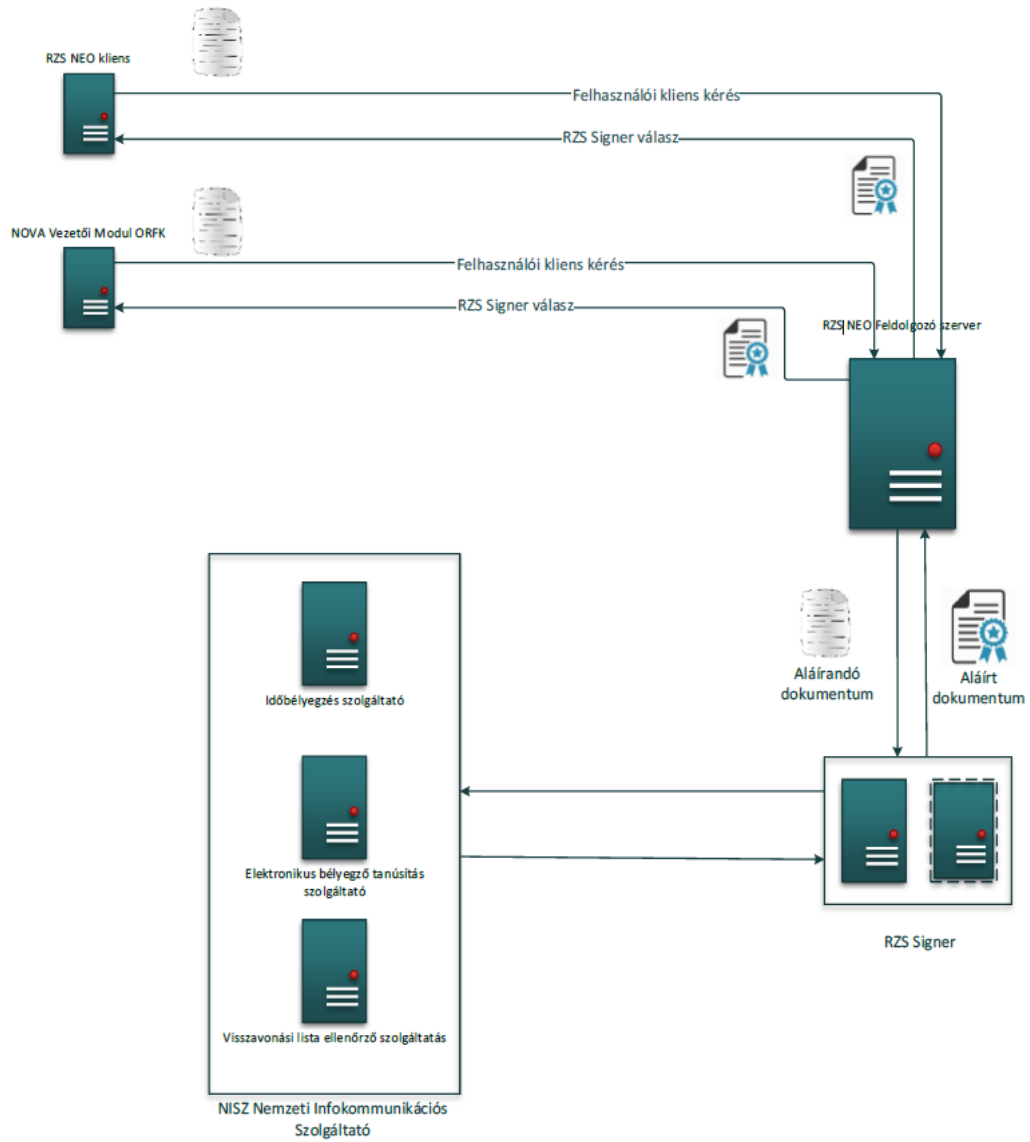 RZS NEO kliens
Felhasználói kliens kérés
RZS Signer válasz
NOVA Vezetői Modul ORFK
Felhasználói kliens kérés
RZS Signer válasz
RZS NEO Feldolgozó szerver
Aláírandó
dokumentum
Aláírt
dokumentum
Időbélyegzés szolgáltató
Elektronikus bélyegző tanúsítás
szolgáltató
Visszavonási lista ellenőrző szolgáltatás
RZS Signer
NISZ Nemzeti Infokommunikációs
Szolgáltató